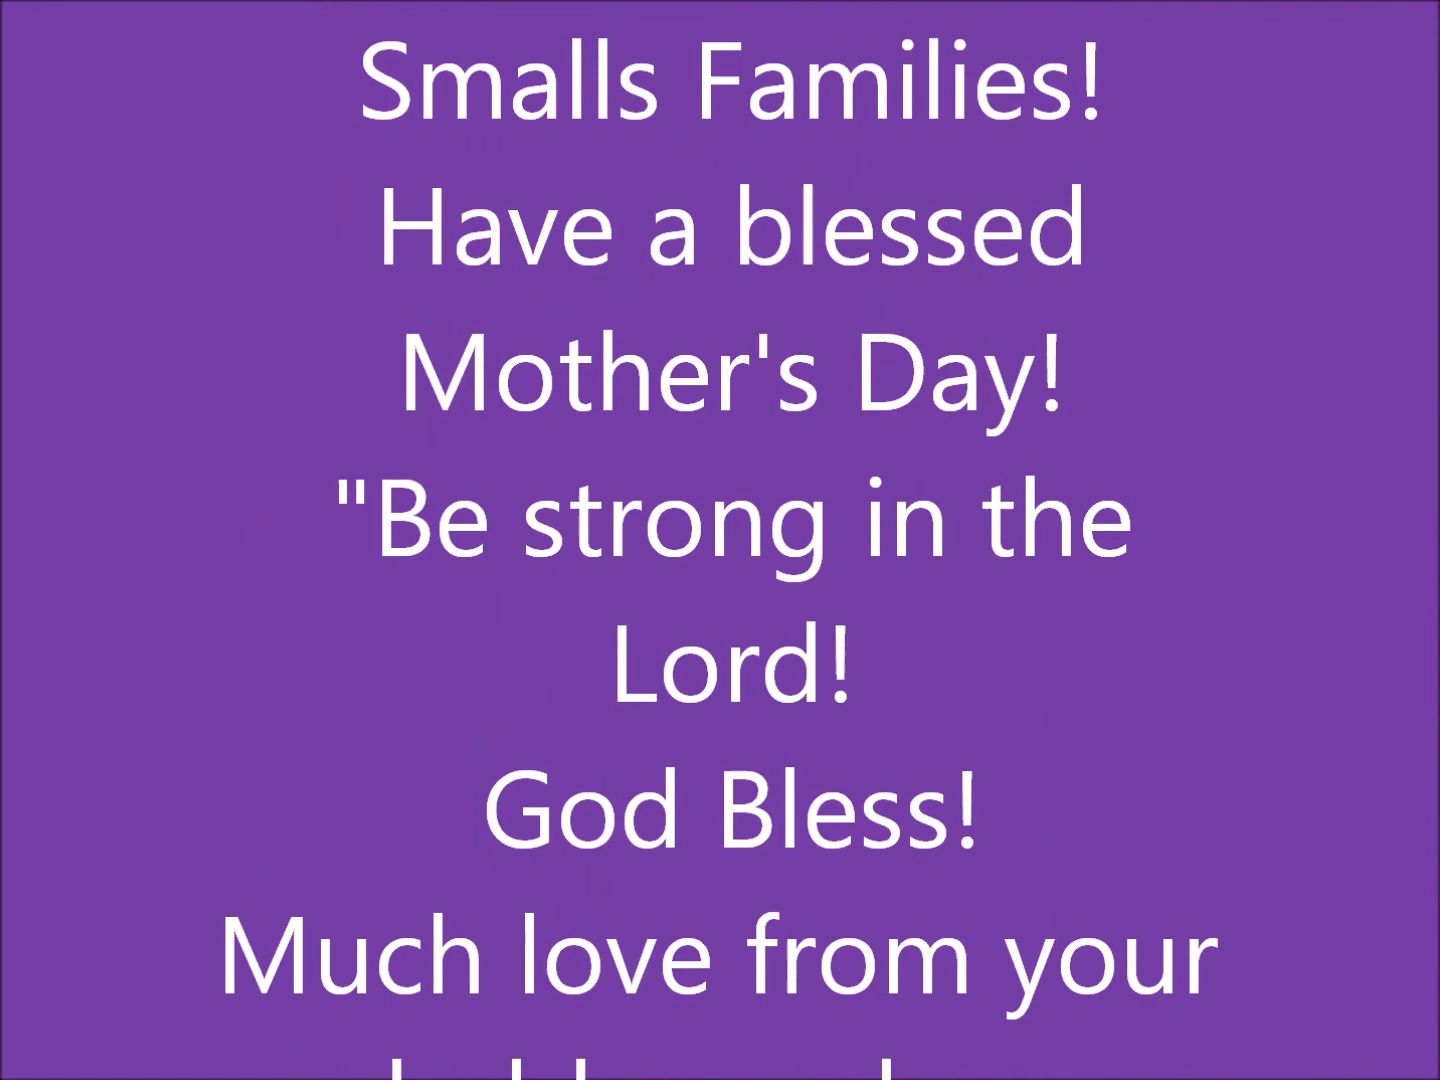 Smalls Families!
Have a blessed
Mother's Day!
"Be strong in the
Lord!
God Bless!
Much love from your